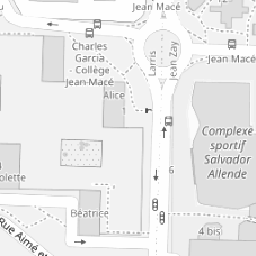 Jean Macé
Charles
Garcia
Collège
Jean Macé
Larris
Jean Zay
Jean Macé
Alice
Complexe
sportif
Salvador
Allende
6
olette
Béatrice
Rue Aimé e
4 bis